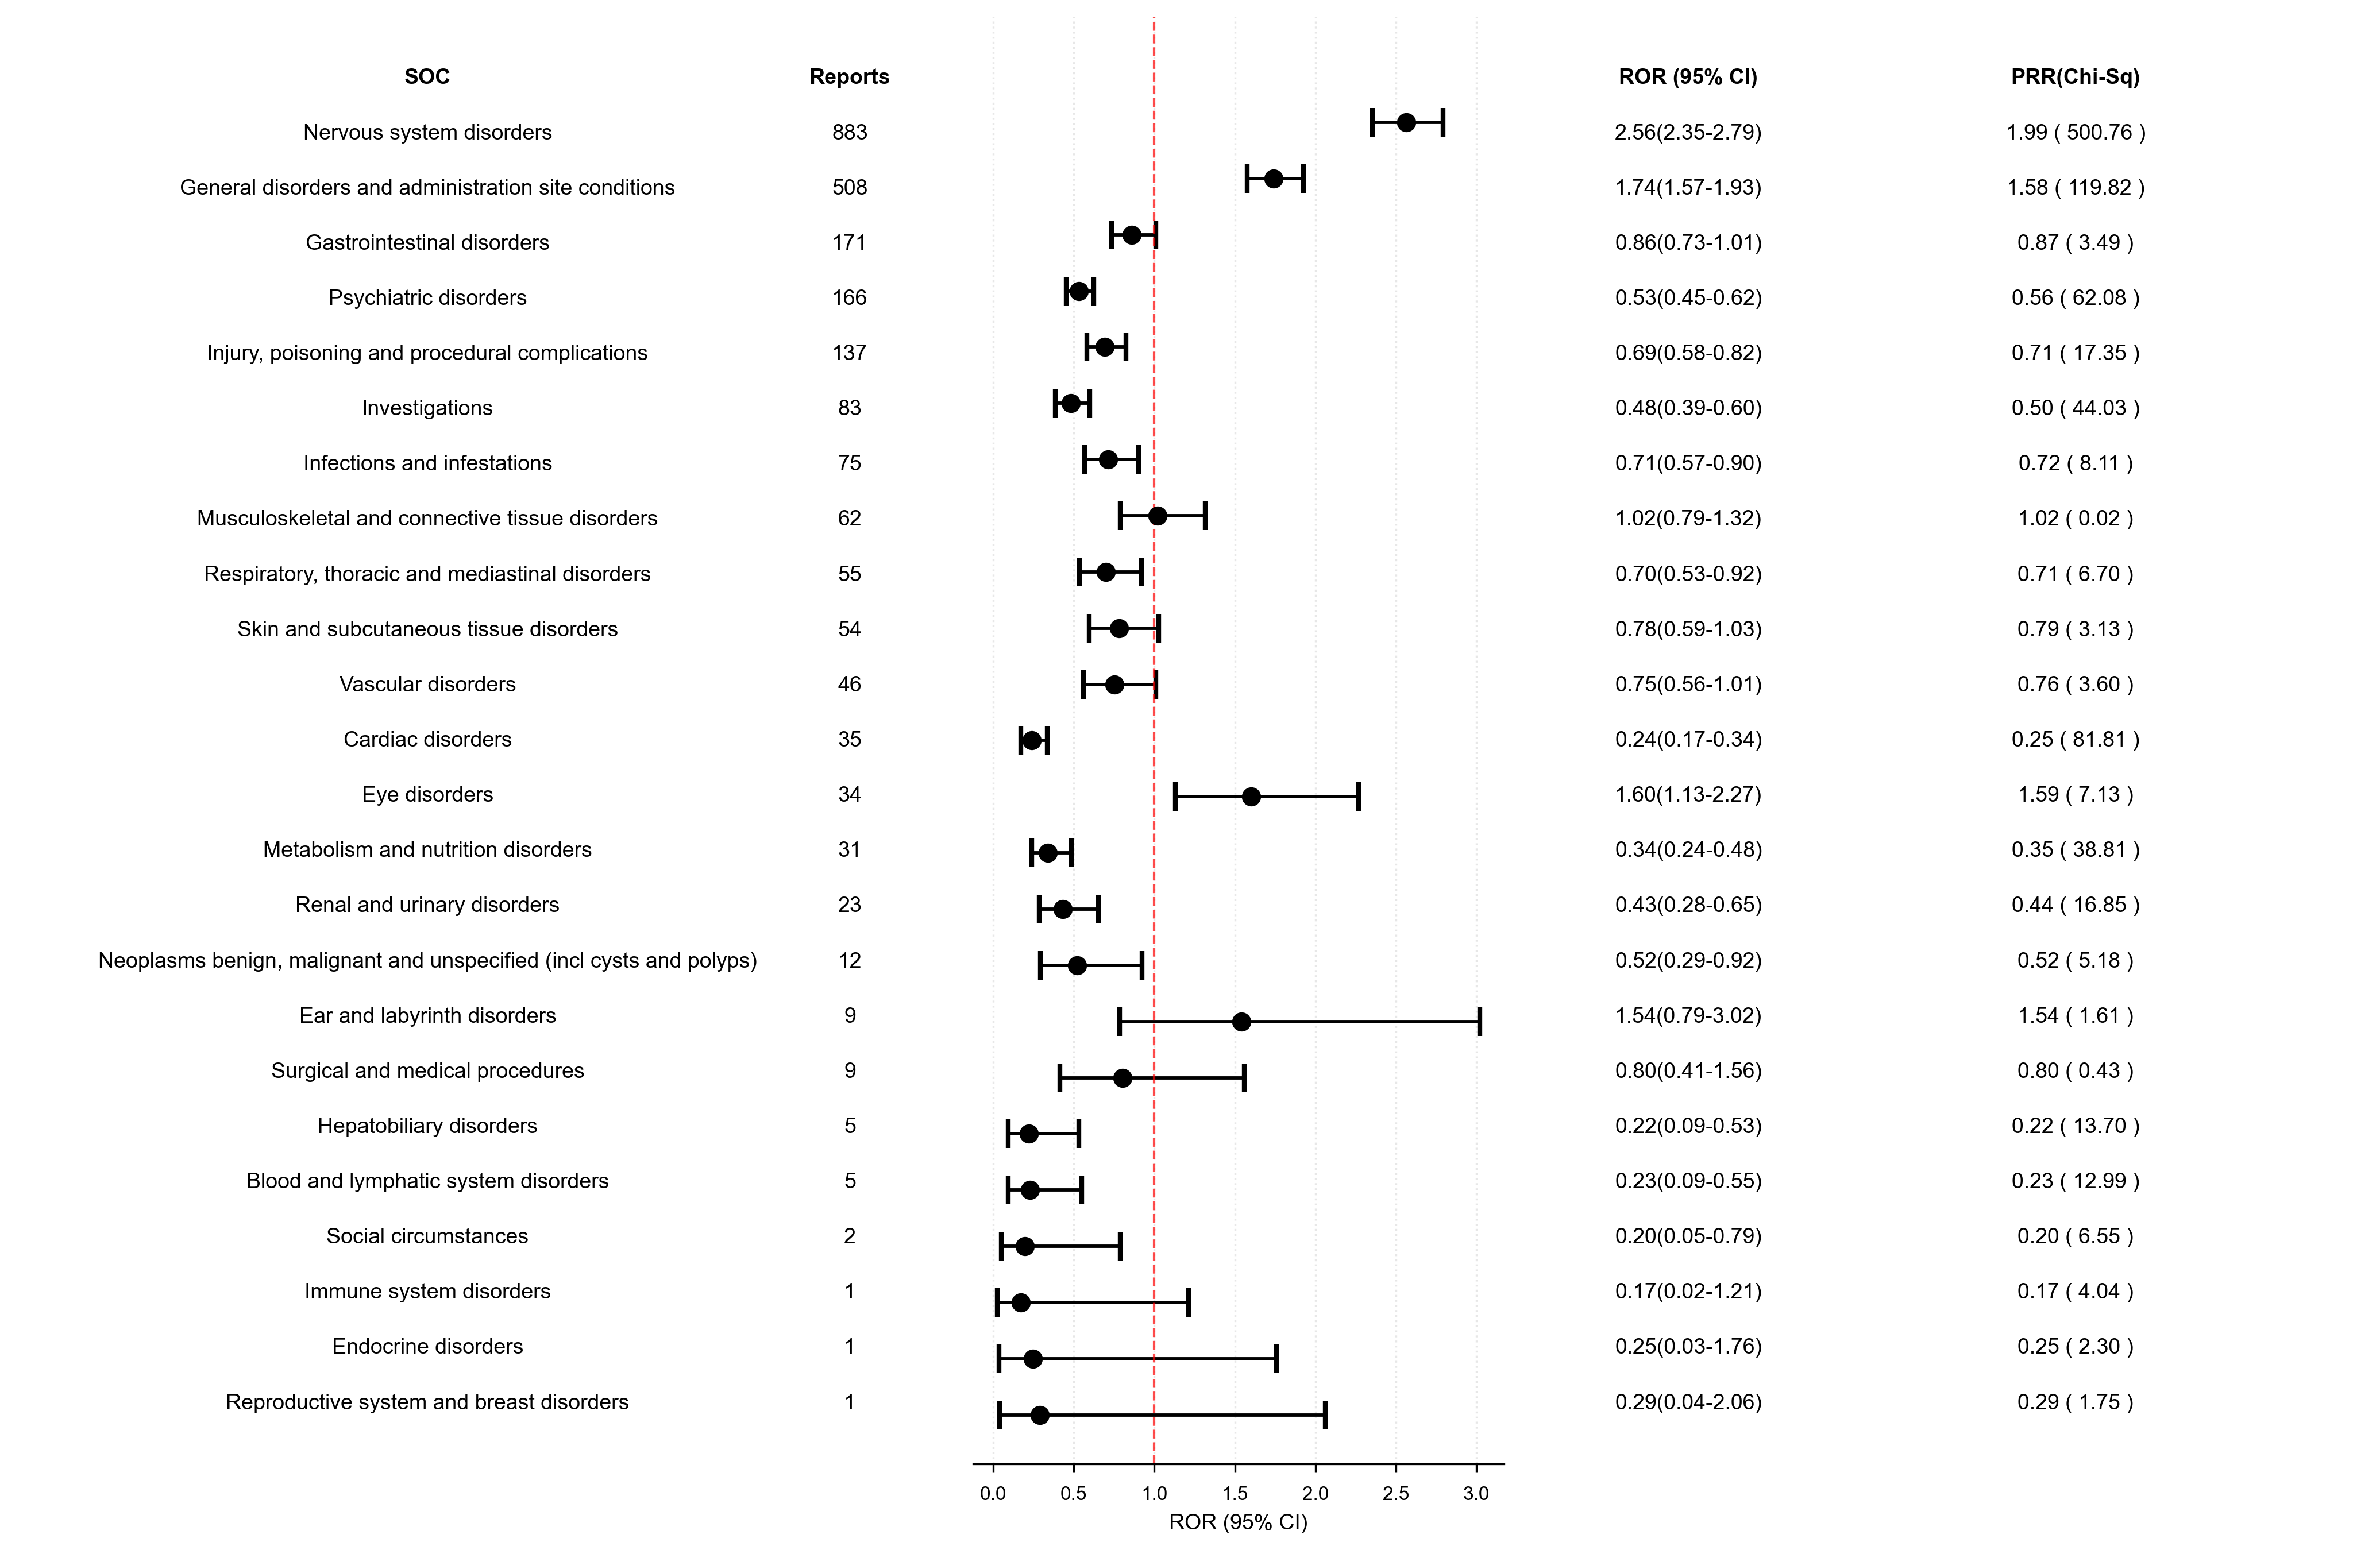 SOC Reports ROR (95% CI) PRR(Chi-Sq)
Nervous system disorders 883 2.56(2.35-2.79) 1.99 ( 500.76 )
General disorders and administration site conditions 508 1.74(1.57-1.93) 1.58 ( 119.82 )
Gastrointestinal disorders 171 0.86(0.73-1.01) 0.87 ( 3.49 )
Psychiatric disorders 166 0.53(0.45-0.62) 0.56 ( 62.08 )
Injury, poisoning and procedural complications 137 0.69(0.58-0.82) 0.71 ( 17.35 )
Investigations 83 0.48(0.39-0.60) 0.50 ( 44.03 )
Infections and infestations 75 0.71(0.57-0.90) 0.72 ( 8.11 )
Musculoskeletal and connective tissue disorders 62 1.02(0.79-1.32) 1.02 ( 0.02 )
Respiratory, thoracic and mediastinal disorders 55 0.70(0.53-0.92) 0.71 ( 6.70 )
Skin and subcutaneous tissue disorders 54 0.78(0.59-1.03) 0.79 ( 3.13 )
Vascular disorders 46 0.75(0.56-1.01) 0.76 ( 3.60 )
Cardiac disorders 35 0.24(0.17-0.34) 0.25 ( 81.81 )
Eye disorders 34 1.60(1.13-2.27) 1.59 ( 7.13 )
Metabolism and nutrition disorders 31 0.34(0.24-0.48) 0.35 ( 38.81 )
Renal and urinary disorders 23 0.43(0.28-0.65) 0.44 ( 16.85 )
Neoplasms benign, malignant and unspecified (incl cysts and polyps) 12 0.52(0.29-0.92) 0.52 ( 5.18 )
Ear and labyrinth disorders 9 1.54(0.79-3.02) 1.54 ( 1.61 )
Surgical and medical procedures 9 0.80(0.41-1.56) 0.80 ( 0.43 )
Hepatobiliary disorders 5 0.22(0.09-0.53) 0.22 ( 13.70 )
Blood and lymphatic system disorders 5 0.23(0.09-0.55) 0.23 ( 12.99 )
Social circumstances 2 0.20(0.05-0.79) 0.20 ( 6.55 )
Immune system disorders 1 0.17(0.02-1.21) 0.17 ( 4.04 )
Endocrine disorders 1 0.25(0.03-1.76) 0.25 ( 2.30 )
Reproductive system and breast disorders 1 0.29(0.04-2.06) 0.29 ( 1.75 )
0.0 0.5 1.0 1.5 2.0 2.5 3.0
ROR (95% CI)